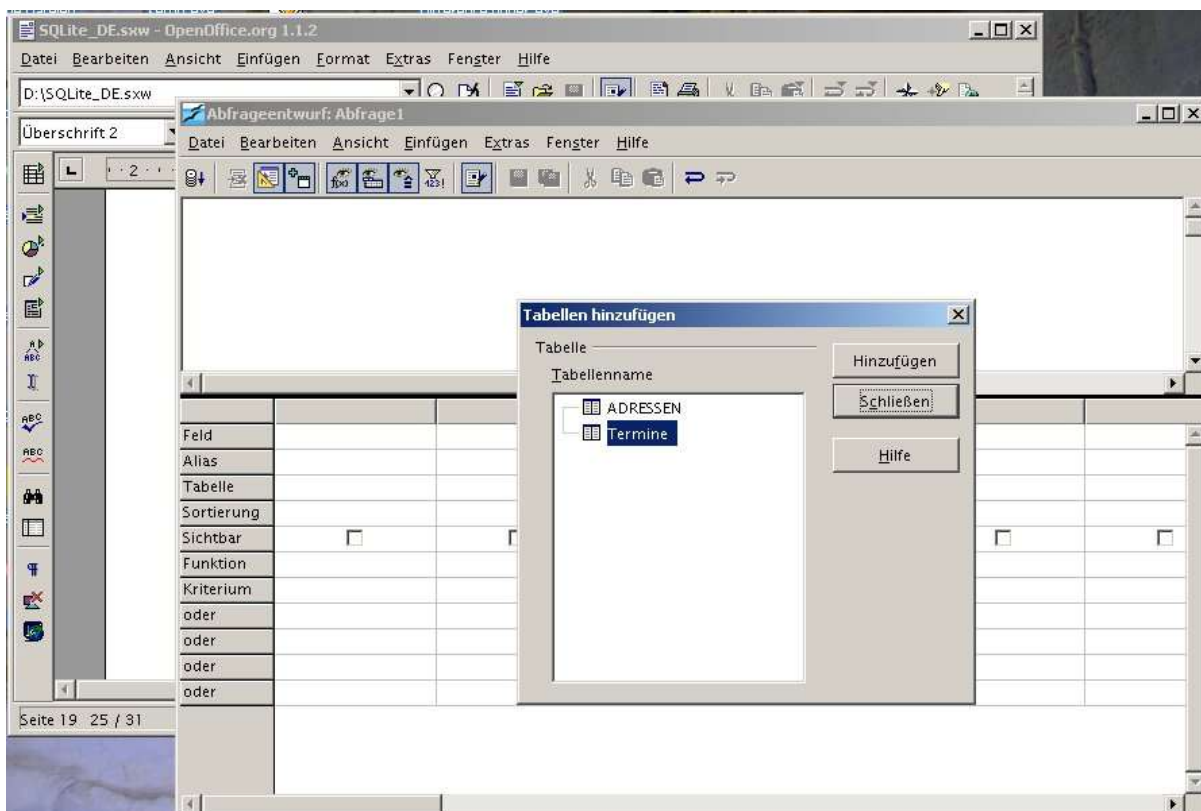 SQLite_DE.sxw - OpenOffice.org 1.1.2
Datei Bearbeiten Ansicht Einfügen Format Extras Fenster Hilfe
D:\SQLite_DE.sxw
Überschrift 2
Abfrageentwurf: Abfrage1
Datei Bearbeiten Ansicht Einfügen Extras Fenster Hilfe
Tabellen hinzufügen
Tabelle
Tabellenname
ADRESSEN
Termine
Hinzufügen
Schließen
Hilfe
Feld
Alias
Tabelle
Sortierung
Sichtbar
Funktion
Kriterium
oder
oder
oder
oder
Seite 19 25 / 31